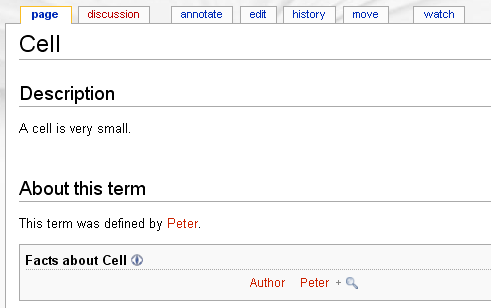 page discussion annotate edit history move watch
Cell
Description
A cell is very small.
About this term
This term was defined by Peter.
Facts about Cell
Author Peter +